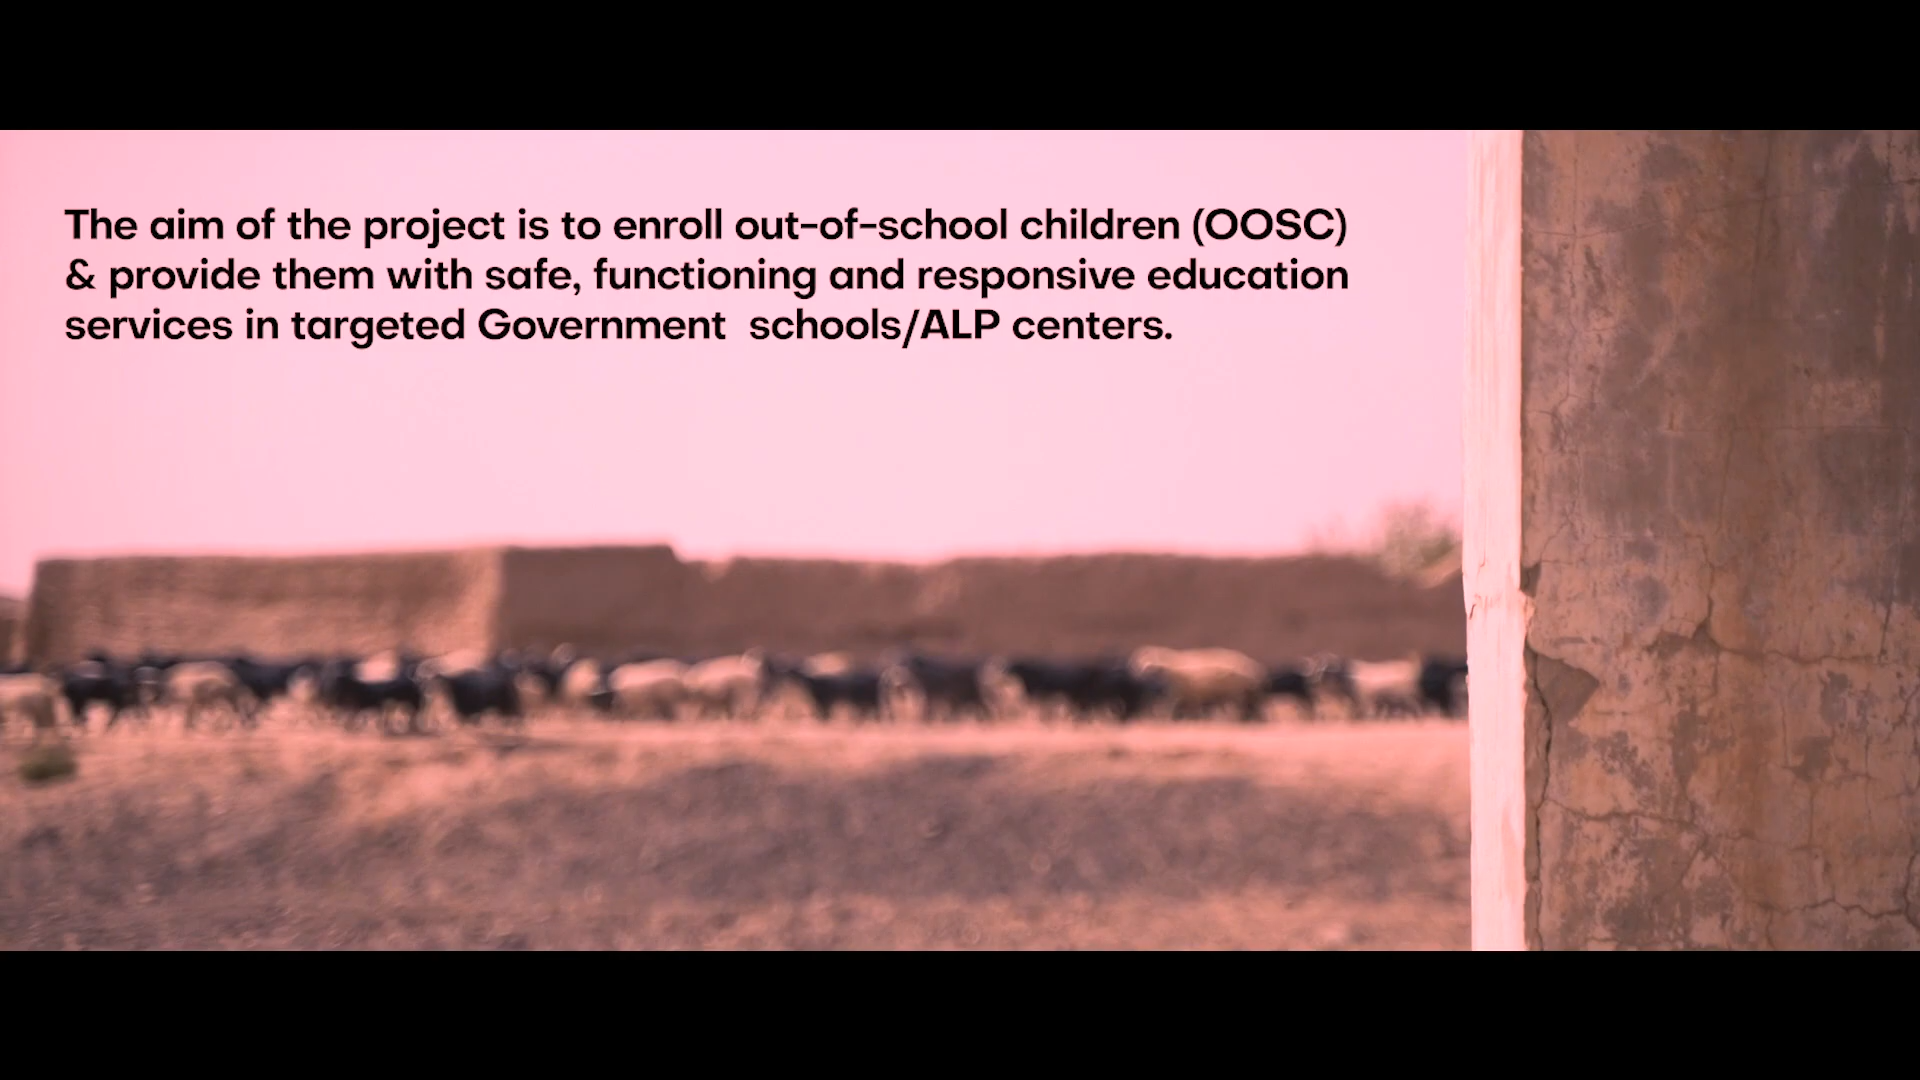 The aim of the project is to enroll out-of-school children (OOSC)
& provide them with safe, functioning and responsive education
services in targeted Government  schools/ALP centers.